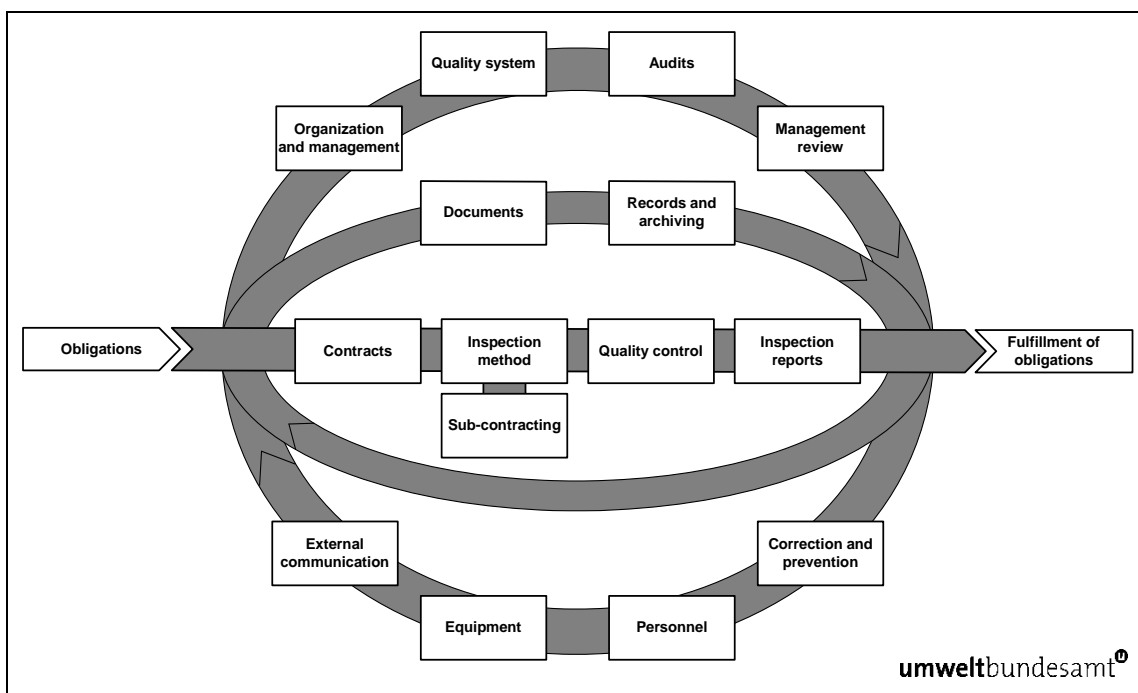 Quality system
Audits
Organization
and management
Management
review
Documents
Records and
archiving
Obligations
Contracts
Inspection
method
Quality control
Inspection
reports
Fulfillment of
obligations
Sub-contracting
External
communication
Correction and
prevention
Equipment
Personnel
umweltbundesamt u